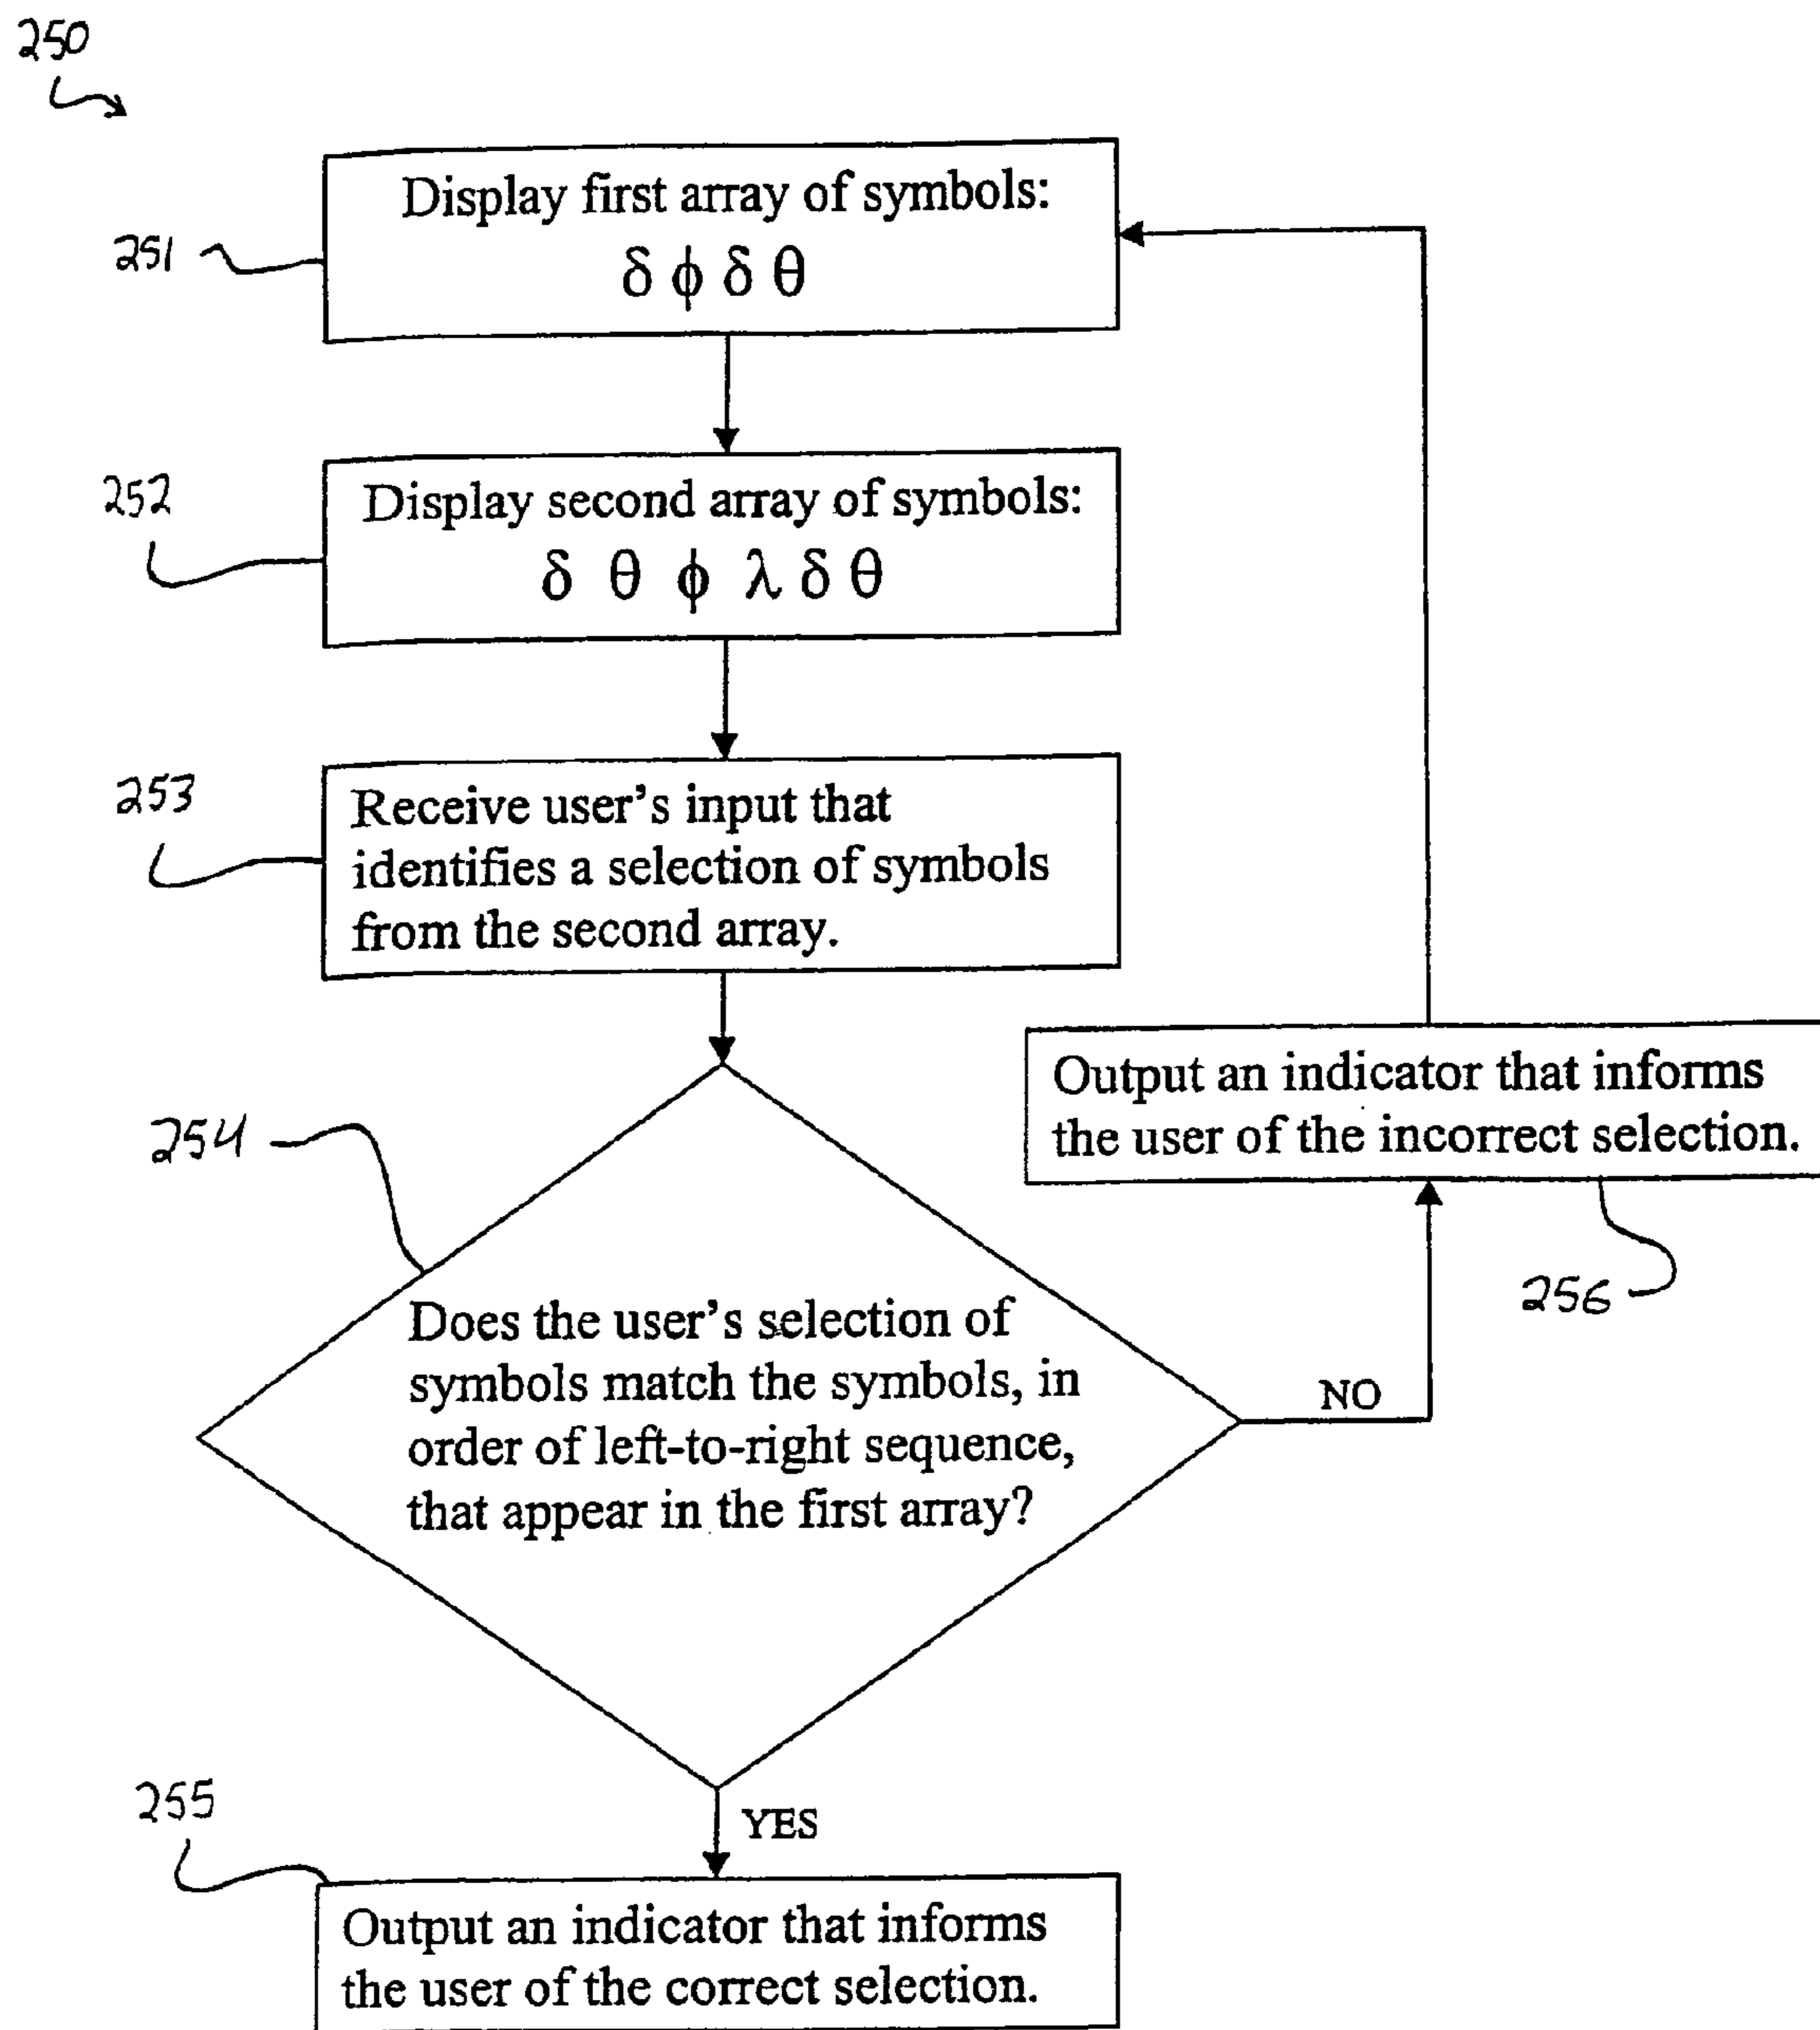 250
Display first array of symbols:
δ ϕ δ θ
251
Display second array of symbols:
δ θ ϕ λ δ θ
252
253
Receive user's input that
identifies a selection of symbols
from the second array.
Output an indicator that informs
the user of the incorrect selection.
256
254
Does the user's selection of
symbols match the symbols, in
order of left-to-right sequence,
that appear in the first array?
NO
YES
255
Output an indicator that informs
the user of the correct selection.